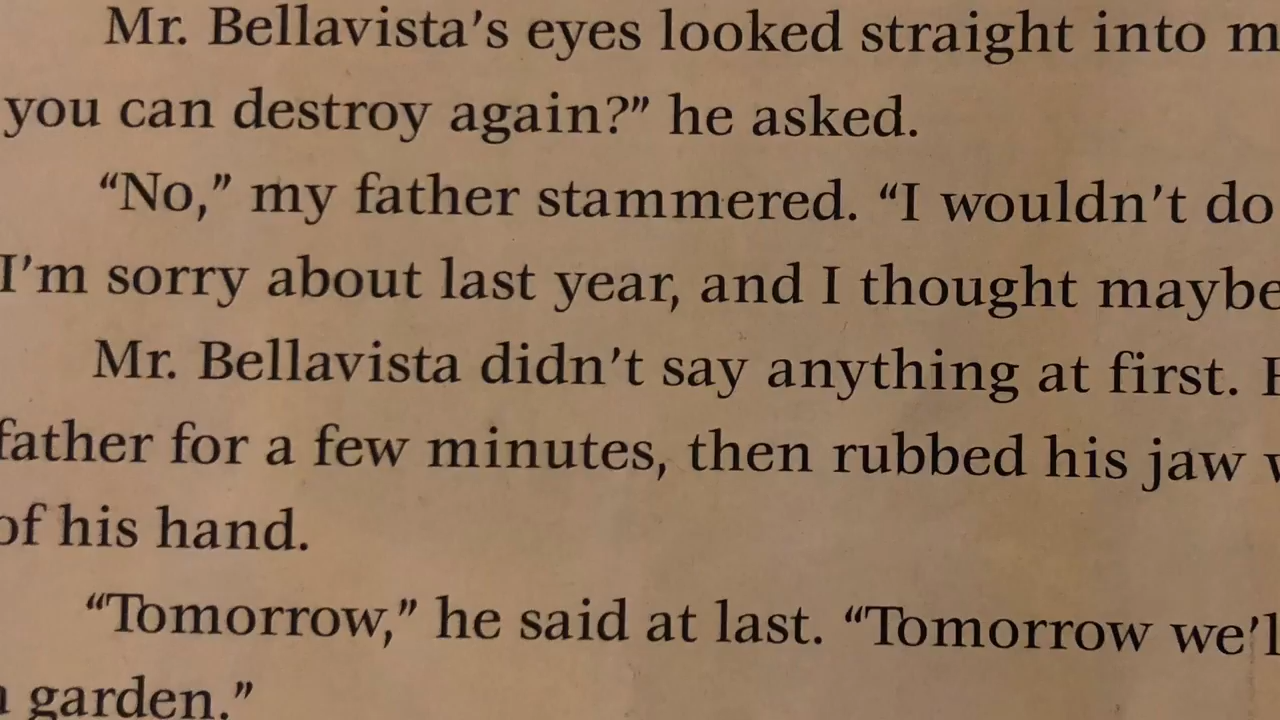 Mr. Bellavista's eyes looked straight into
you can destroy again?” he asked.
“No,” my father stammered. “I wouldn't do
I'm sorry about last year, and I thought maybe
Mr. Bellavista didn't say anything at first.
father for a few minutes, then rubbed his jaw
of his hand.
“Tomorrow,” he said at last. “Tomorrow we'l
garden.”